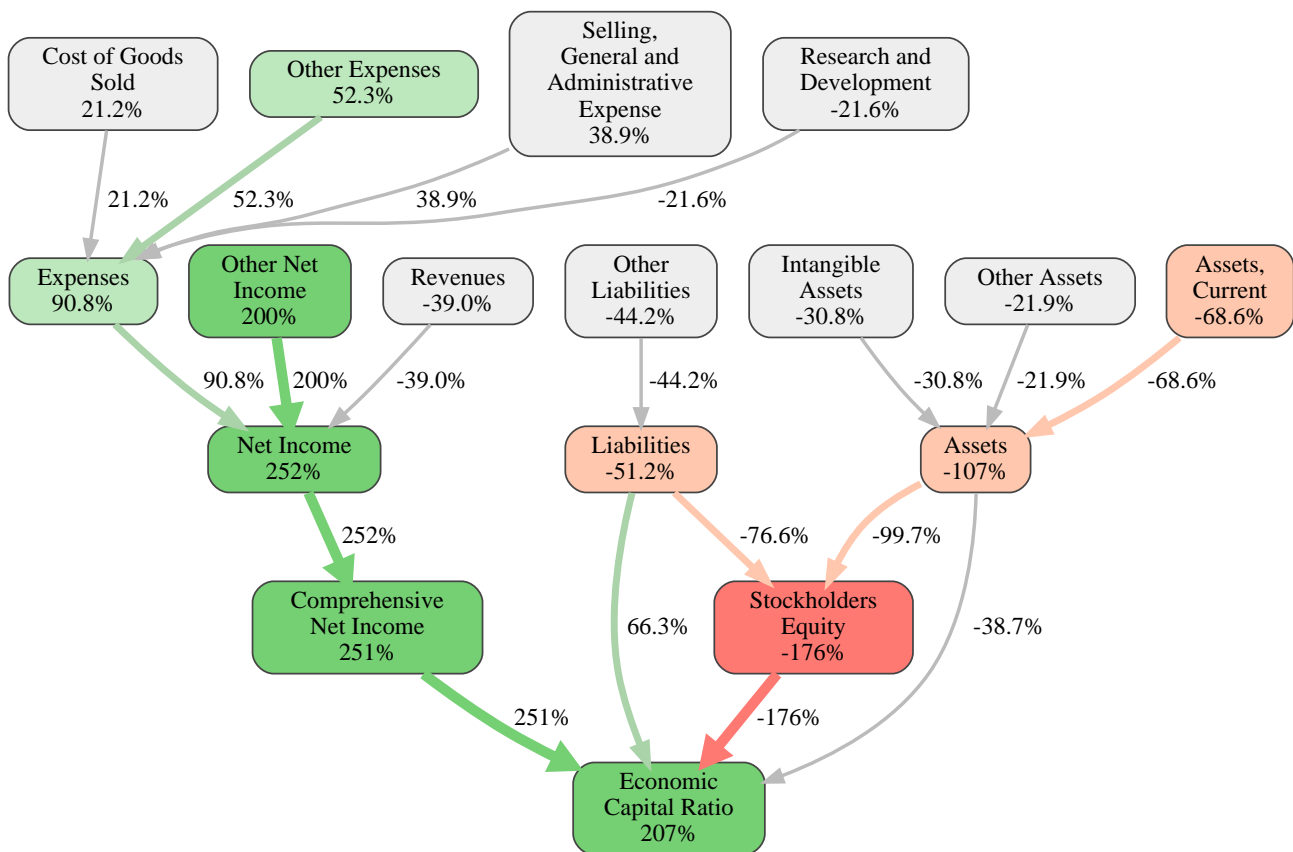 Cost of Goods
Sold
21.2%
Other Expenses
52.3%
Selling,
General and
Administrative
Expense
38.9%
Research and
Development
-21.6%
21.2%
52.3%
38.9%
-21.6%
Expenses
90.8%
Other Net
Income
200%
Revenues
-39.0%
Other
Liabilities
-44.2%
Intangible
Assets
-30.8%
Other Assets
-21.9%
Assets,
Current
-68.6%
90.8%
200%
-39.0%
-44.2%
-30.8%
-21.9%
-68.6%
Net Income
252%
Liabilities
-51.2%
Assets
-107%
252%
-76.6%
-99.7%
Comprehensive
Net Income
251%
66.3%
Stockholders
Equity
-176%
-38.7%
251%
-176%
Economic
Capital Ratio
207%